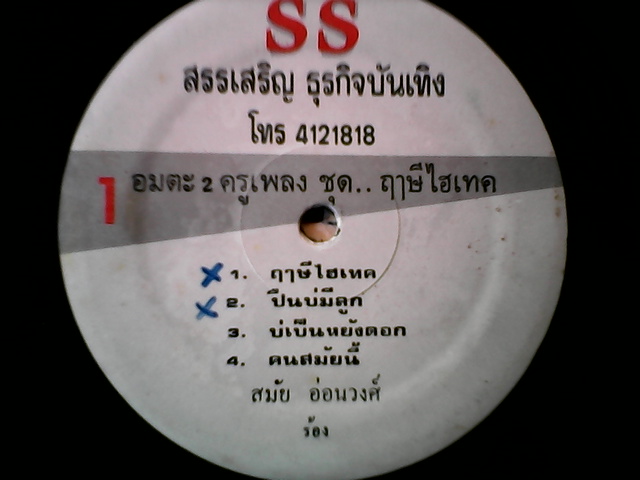 SS
สรรเสริญ ธุรกิจบันเทิง
โทร 4121818
1 อมตะ 2 ครูเพลง ชุด.. ฤๅษีไฮเทค
1. ฤๅษีไฮเทค
2. ปืนบ่มีลูก
3. บ่เป็นหยังดอก
4. คนสมัยนี้
สมัย อ่อนวงศ์
ร้อง